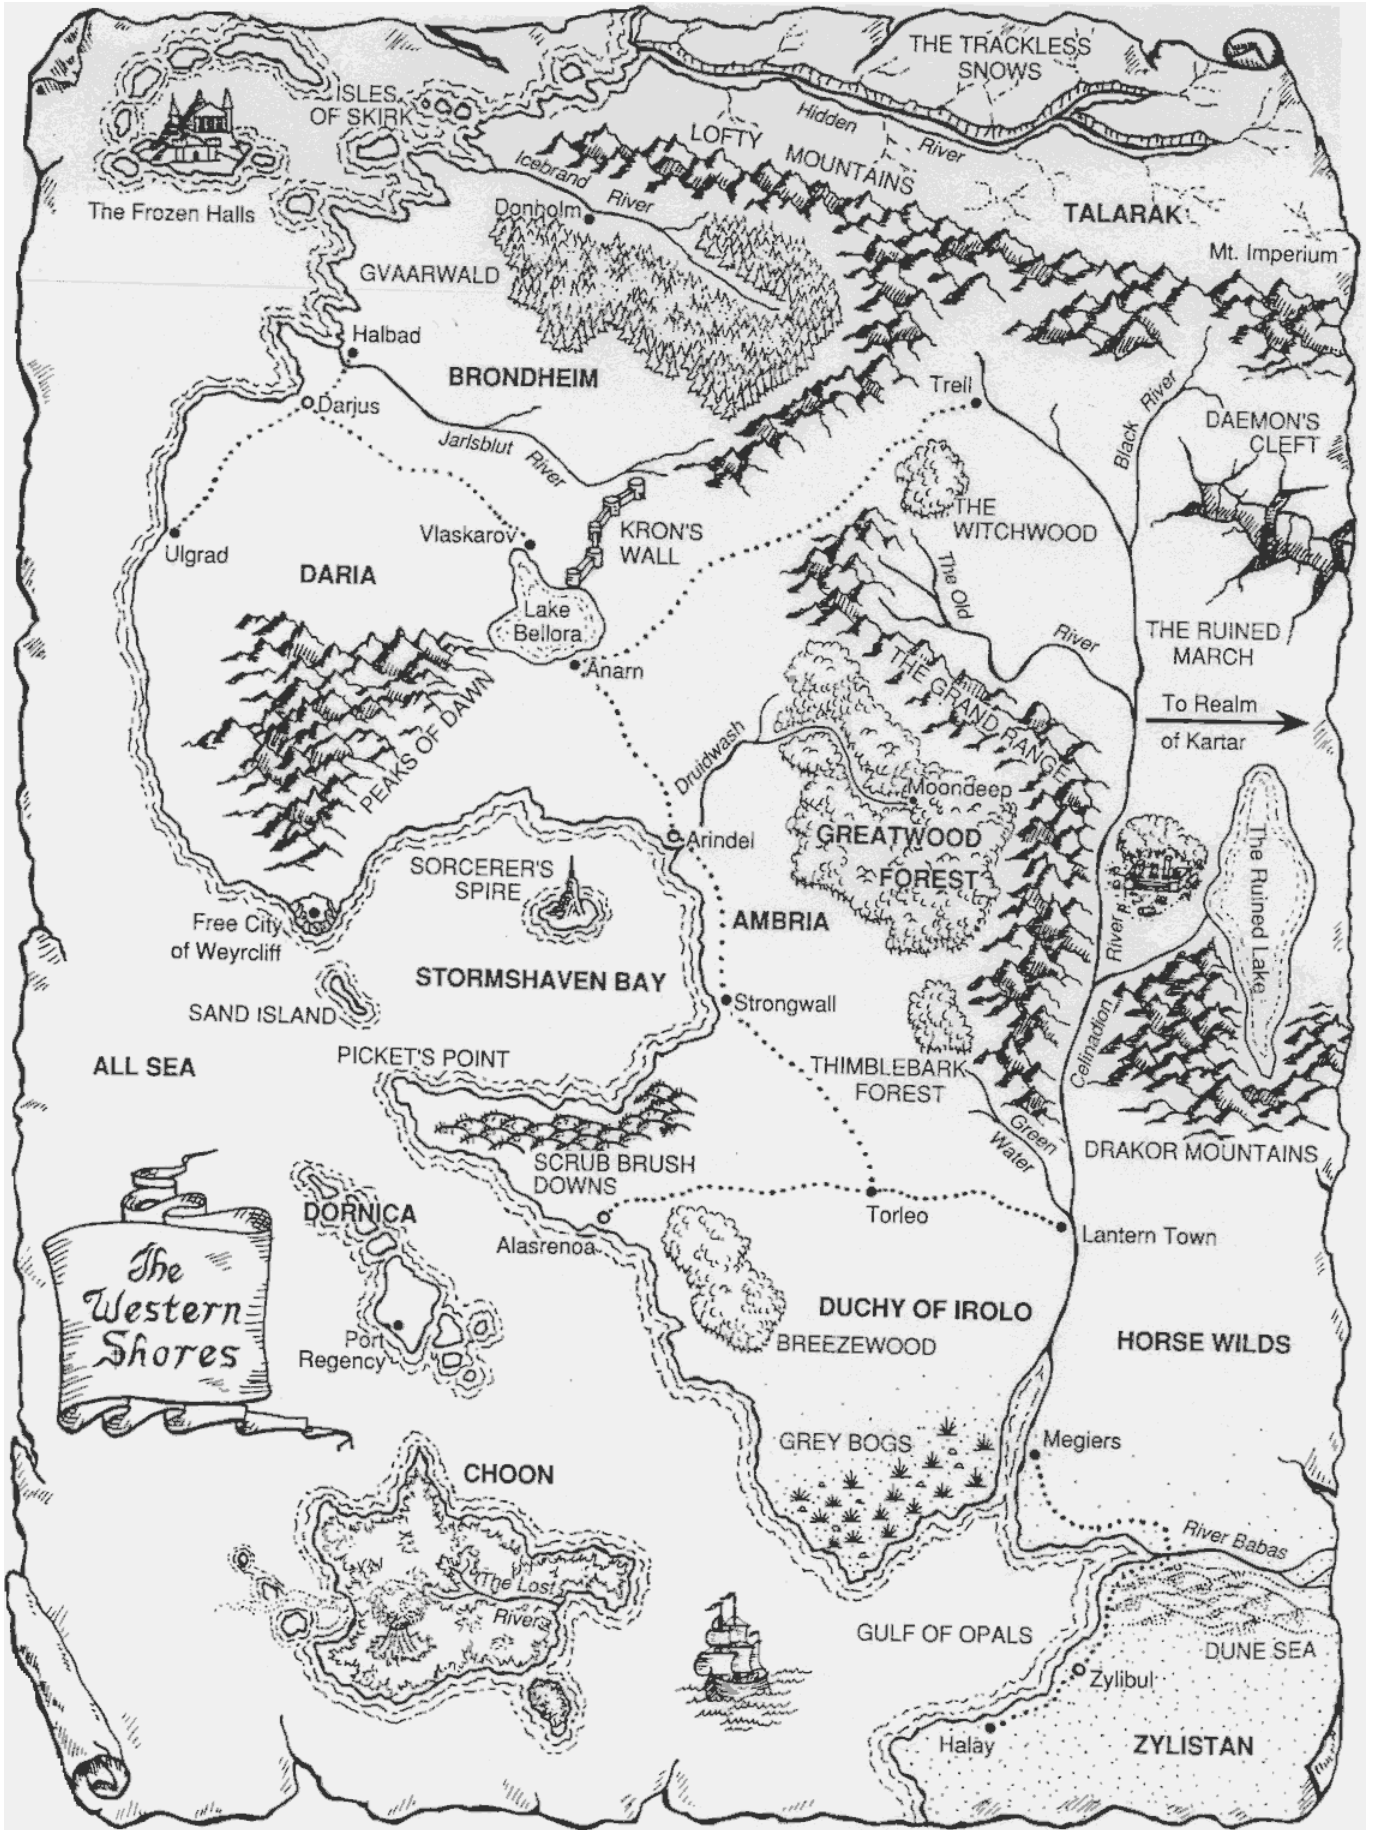 THE TRACKLESS
SNOWS
ISLES
OF SKIRK
Hidden
River
LOFTY
MOUNTAINS
Icebrand
River
The Frozen Halls
Donholm
TALARAK
Mt. Imperium
GVAARWALD
Halbad
BRONDHEIM
Darjus
Trell
Black River
DAEMON'S
CLEFT
Jarlsblut
River
THE
WITCHWOOD
Ulgrad
Vlaskarov
KRON'S
WALL
DARIA
The Old
River
Lake
Bellora
THE RUINED
MARCH
Anarn
THE GRAND RANGE
PEAKS OF DAWN
To Realm
of Kartar
Druidwash
Moondeep
GREATWOOD
FOREST
Arindel
The Ruined Lake
SORCERER'S
SPIRE
AMBRIA
Free City
of Weyrcliff
River
STORMSHAVEN BAY
Strongwall
SAND ISLAND
Celinadion
PICKET'S POINT
ALL SEA
THIMBLEBARK
FOREST
Green
Water
DRAKOR MOUNTAINS
SCRUB BRUSH
DOWNS
DORNICA
Torleo
Lantern Town
Alasrenoa
The
Western
Shores
DUCHY OF IROLO
Port
Regency
BREEZEWOOD
HORSE WILDS
GREY BOGS
Megiers
CHOON
River Babas
The Lost
River
GULF OF OPALS
DUNE SEA
Zylibul
Halay
ZYLISTAN